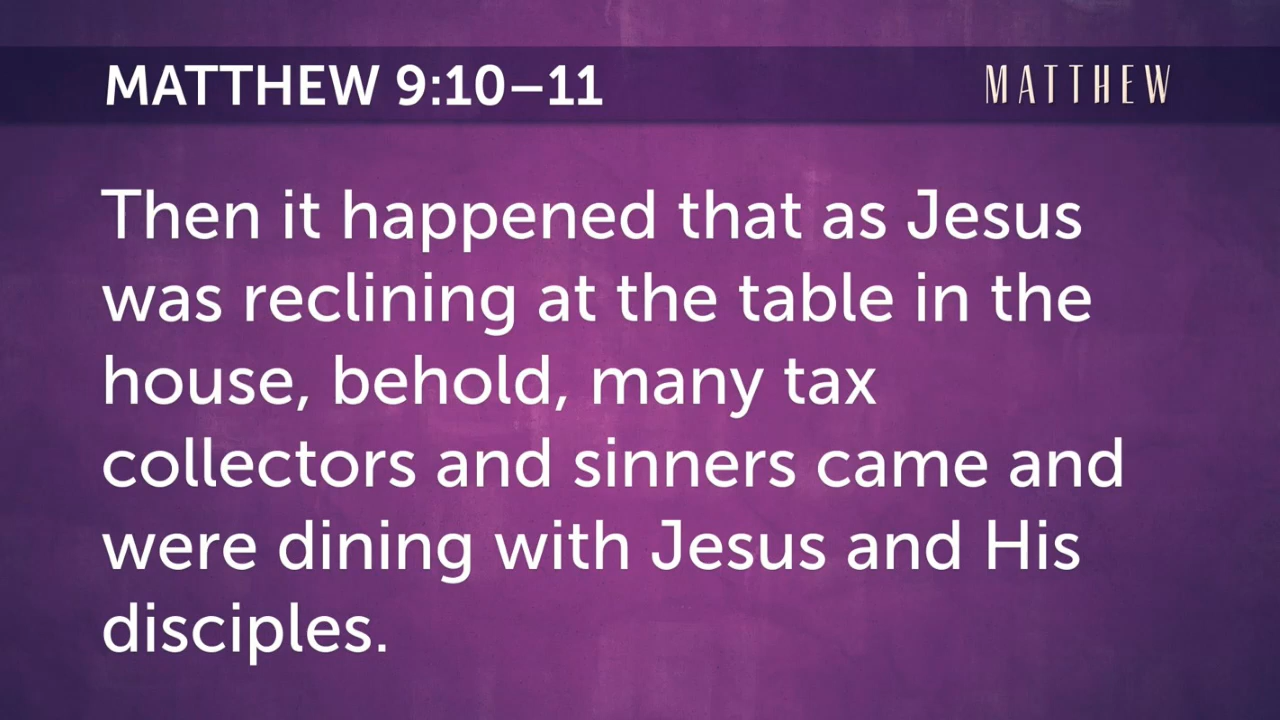 MATTHEW 9:10–11
MATTHEW
Then it happened that as Jesus
was reclining at the table in the
house, behold, many tax
collectors and sinners came and
were dining with Jesus and His
disciples.